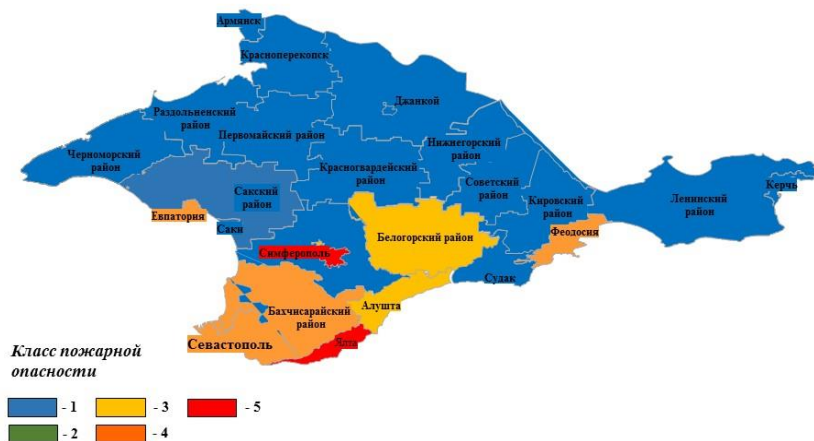 Армянск
Красноперекопск
Джанкой
Раздольненский
район
Первомайский район
Нижнегорский
район
Черноморский
район
Красногвардейский
район
Советский
район
Сакский
район
Кировский
район
Ленинский
район
Керчь
Евпатория
Саки
Белогорский район
Феодосия
Симферополь
Судак
Алушта
Бахчисарайский
район
Севастополь
Ялта
Класс пожарной
опасности
- 1
- 3
- 5
- 2
- 4